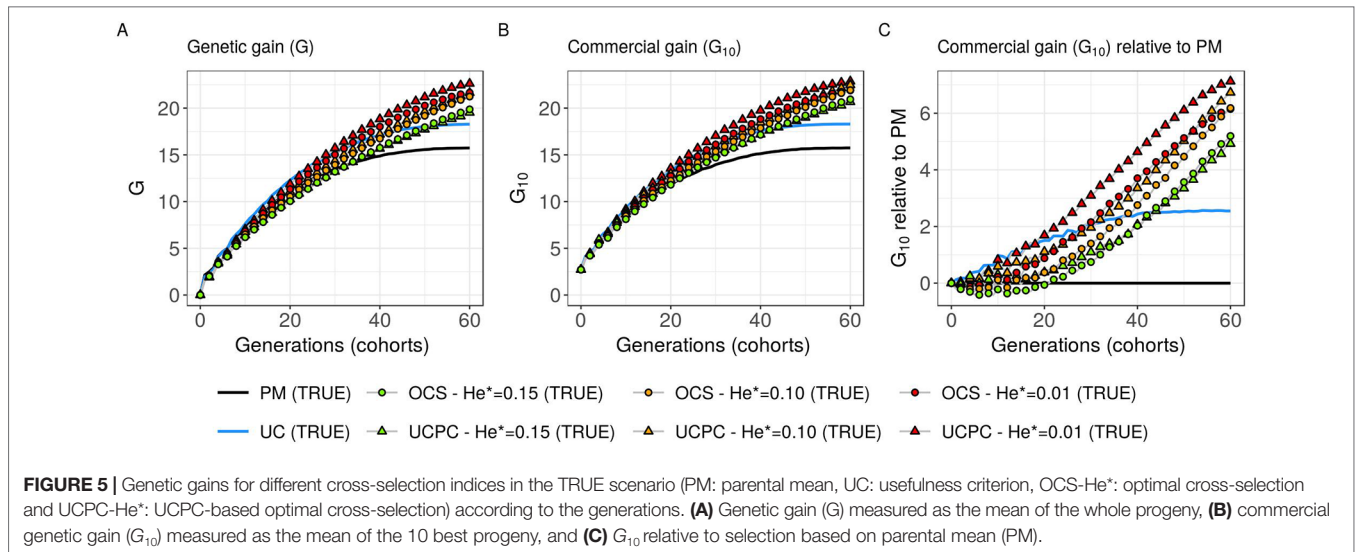 A
Genetic gain (G)
G
20
15
10
5
0
0 20 40 60
Generations (cohorts)
B
Commercial gain (G₁₀)
G₁₀
20
15
10
5
0
0 20 40 60
Generations (cohorts)
C
Commercial gain (G₁₀) relative to PM
G₁₀ relative to PM
6
4
2
0
0 20 40 60
Generations (cohorts)
PM (TRUE) OCS - He*=0.15 (TRUE) OCS - He*=0.10 (TRUE) OCS - He*=0.01 (TRUE)
UC (TRUE) UCPC - He*=0.15 (TRUE) UCPC - He*=0.10 (TRUE) UCPC - He*=0.01 (TRUE)
FIGURE 5 | Genetic gains for different cross-selection indices in the TRUE scenario (PM: parental mean, UC: usefulness criterion, OCS-He*: optimal cross-selection
and UCPC-He*: UCPC-based optimal cross-selection) according to the generations. (A) Genetic gain (G) measured as the mean of the whole progeny, (B) commercial
genetic gain (G₁₀) measured as the mean of the 10 best progeny, and (C) G₁₀ relative to selection based on parental mean (PM).